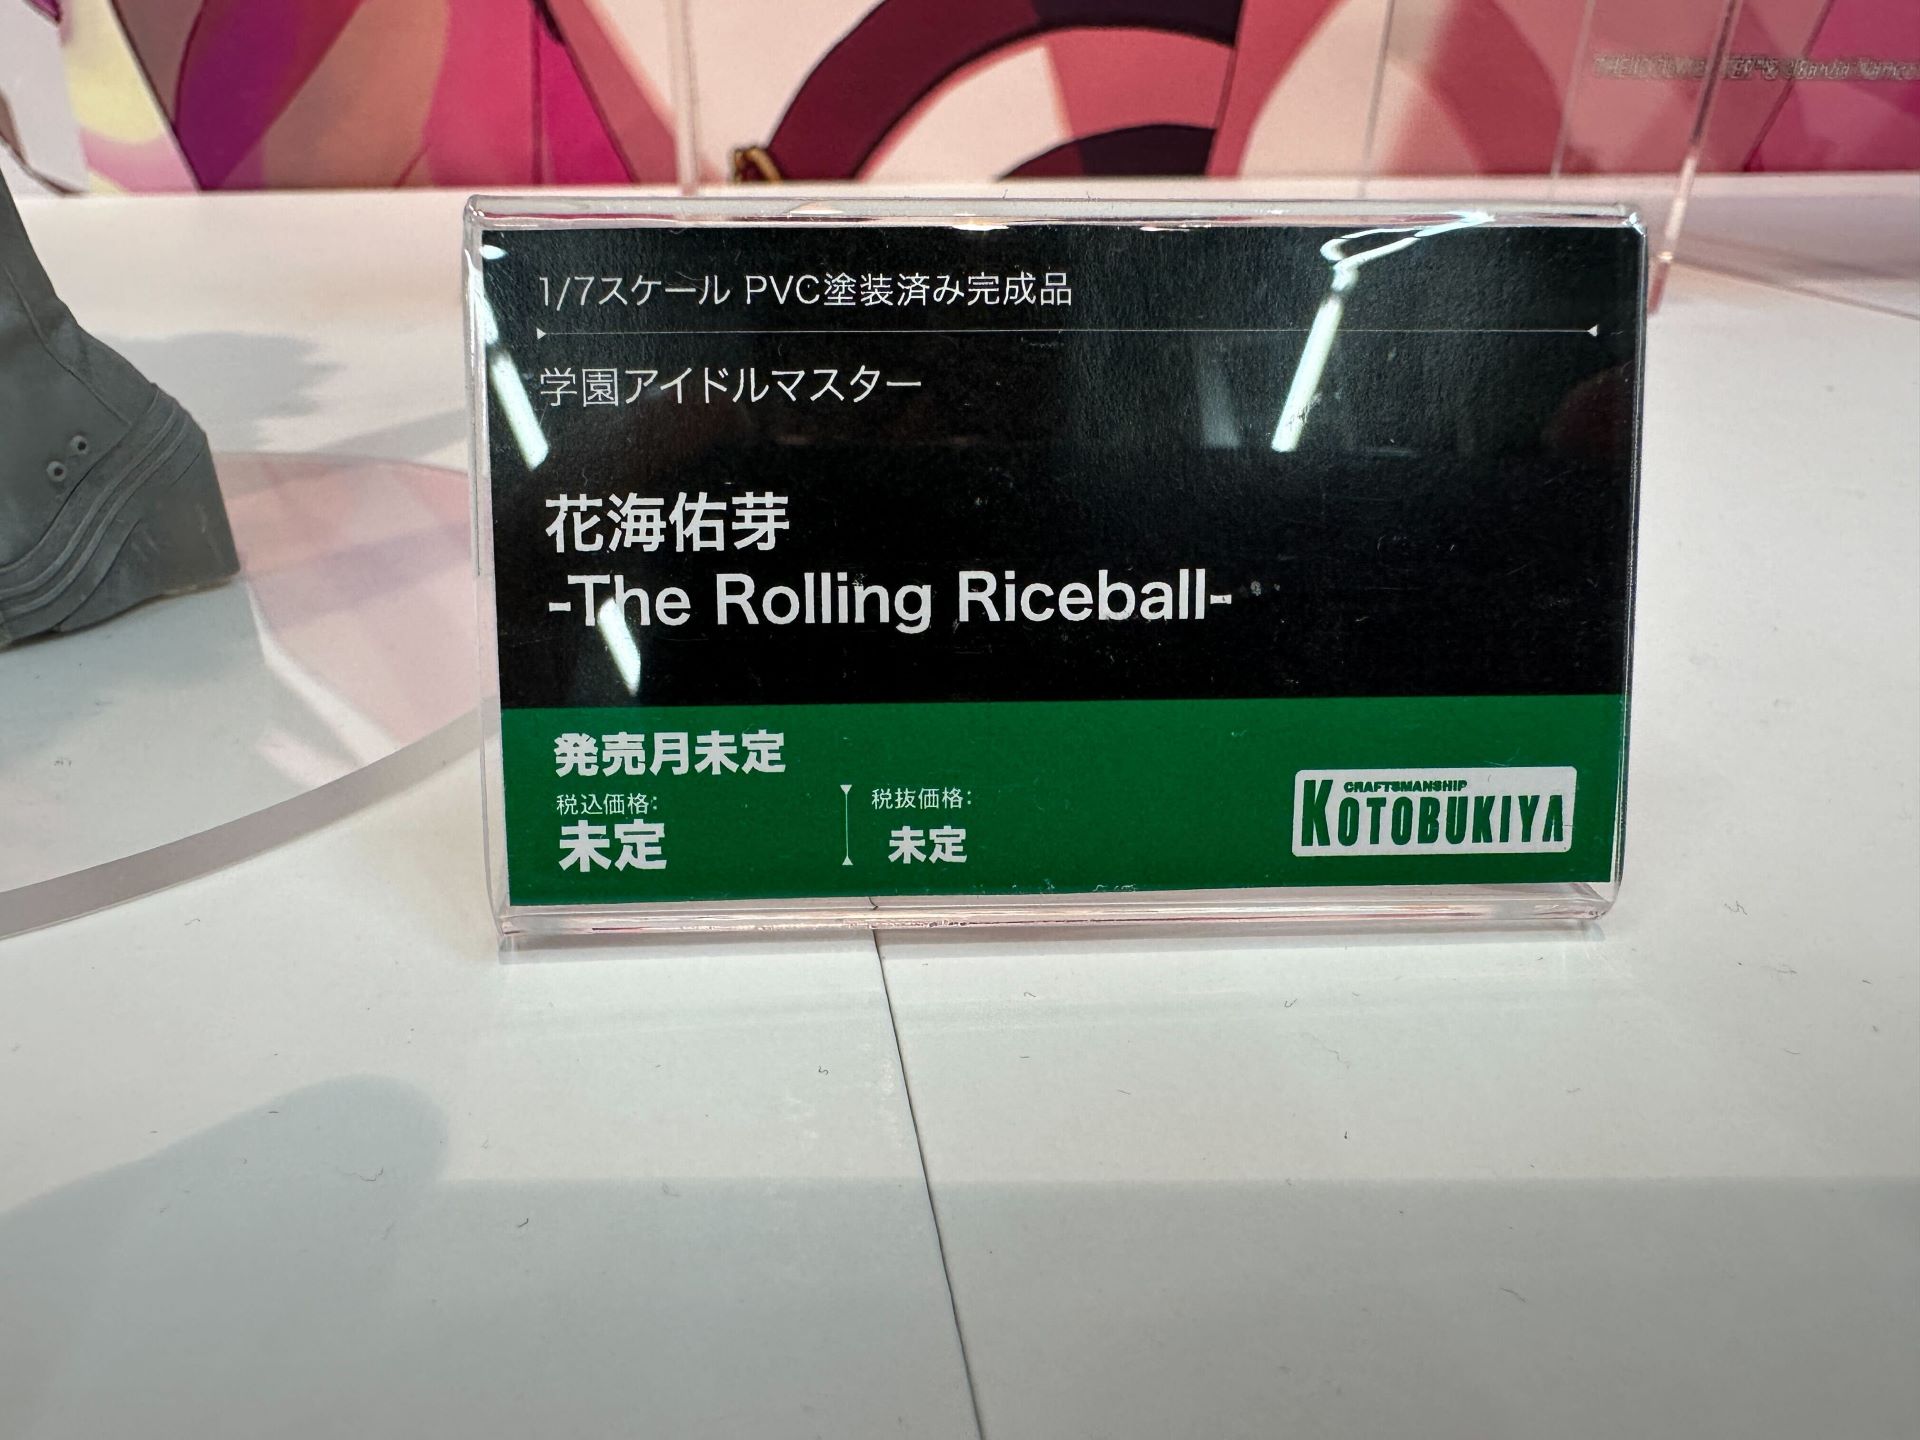 1/7スケール PVC塗装済み完成品
学園アイドルマスター
花海佑芽
-The Rolling Riceball-
発売月未定
税込価格:
未定
税抜価格:
未定
CRAFTSMANSHIP
KOTOBUKIYA